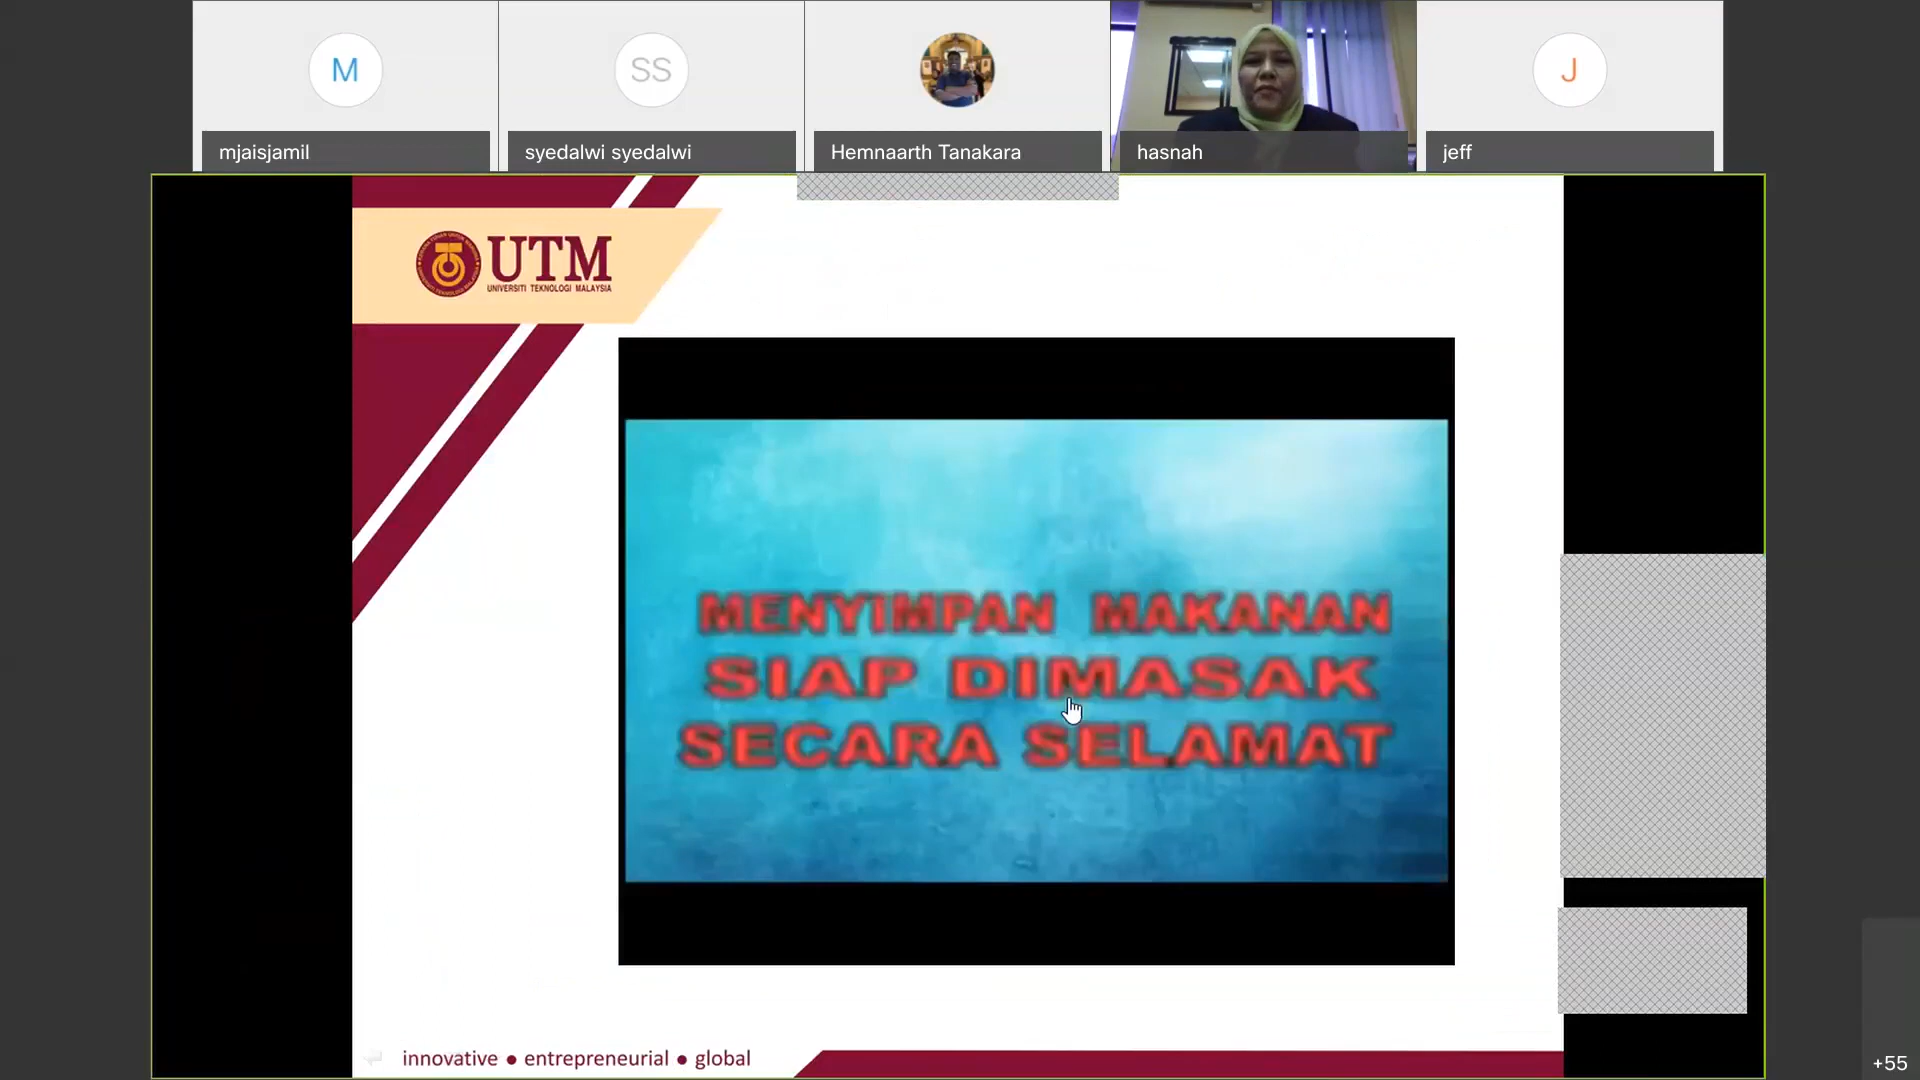 M
SS
J
mjaisjamil
syedalwi syedalwi
Hemnaarth Tanakara
hasnah
jeff
UTM
UNIVERSITI TEKNOLOGI MALAYSIA
MENYIMPAN MAKANAN
SIAP DIMASAK
SECARA SELAMAT
innovative ● entrepreneurial ● global
+55